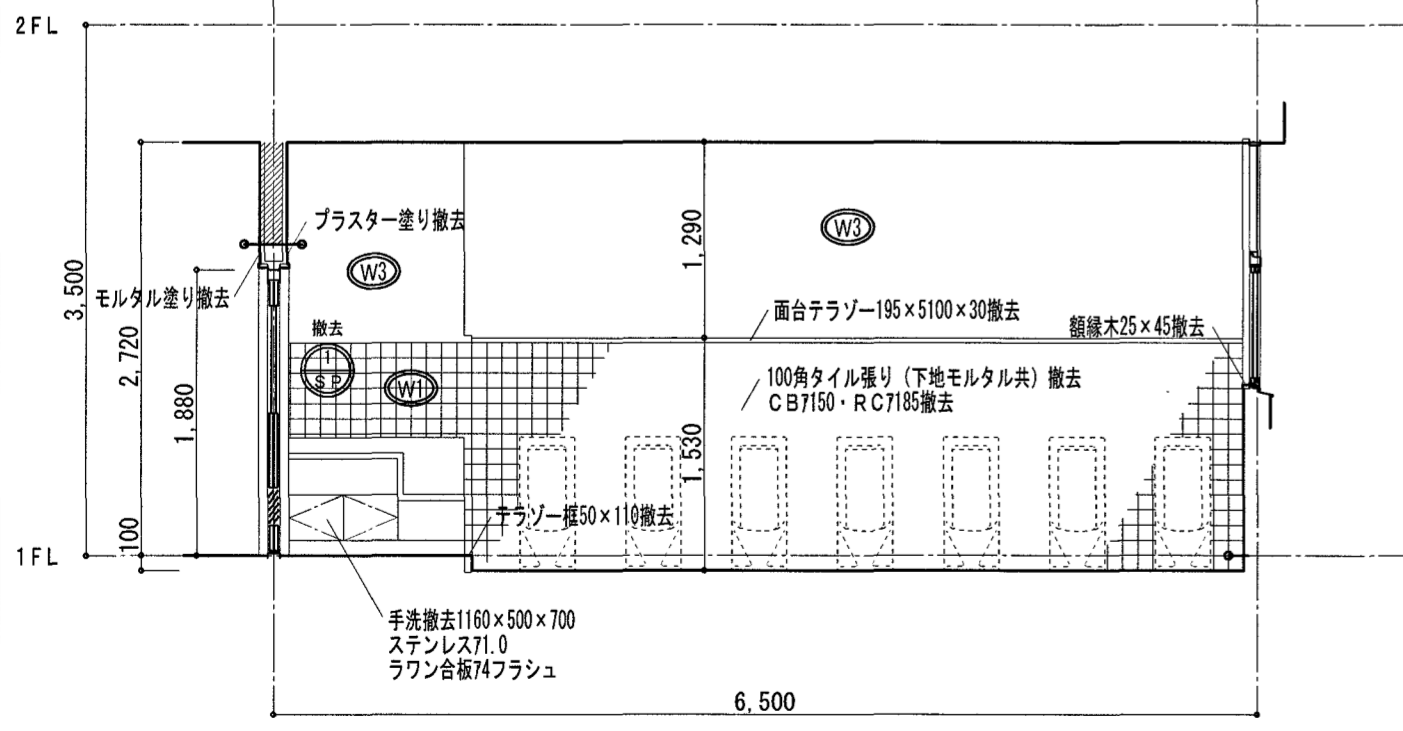 2FL
プラスター塗り撤去
W3
W3
3,500
1,290
モルタル塗り撤去
面台テラゾー195×5100×30撤去
額縁木25×45撤去
2,720
撤去
1
SP
W1
1,880
100角タイル張り（下地モルタル共）撤去
CB7150・RC7185撤去
1,530
テラゾー框50×110撤去
100
1FL
手洗撤去1160×500×700
ステンレス71.0
ラワン合板74フラシュ
6,500